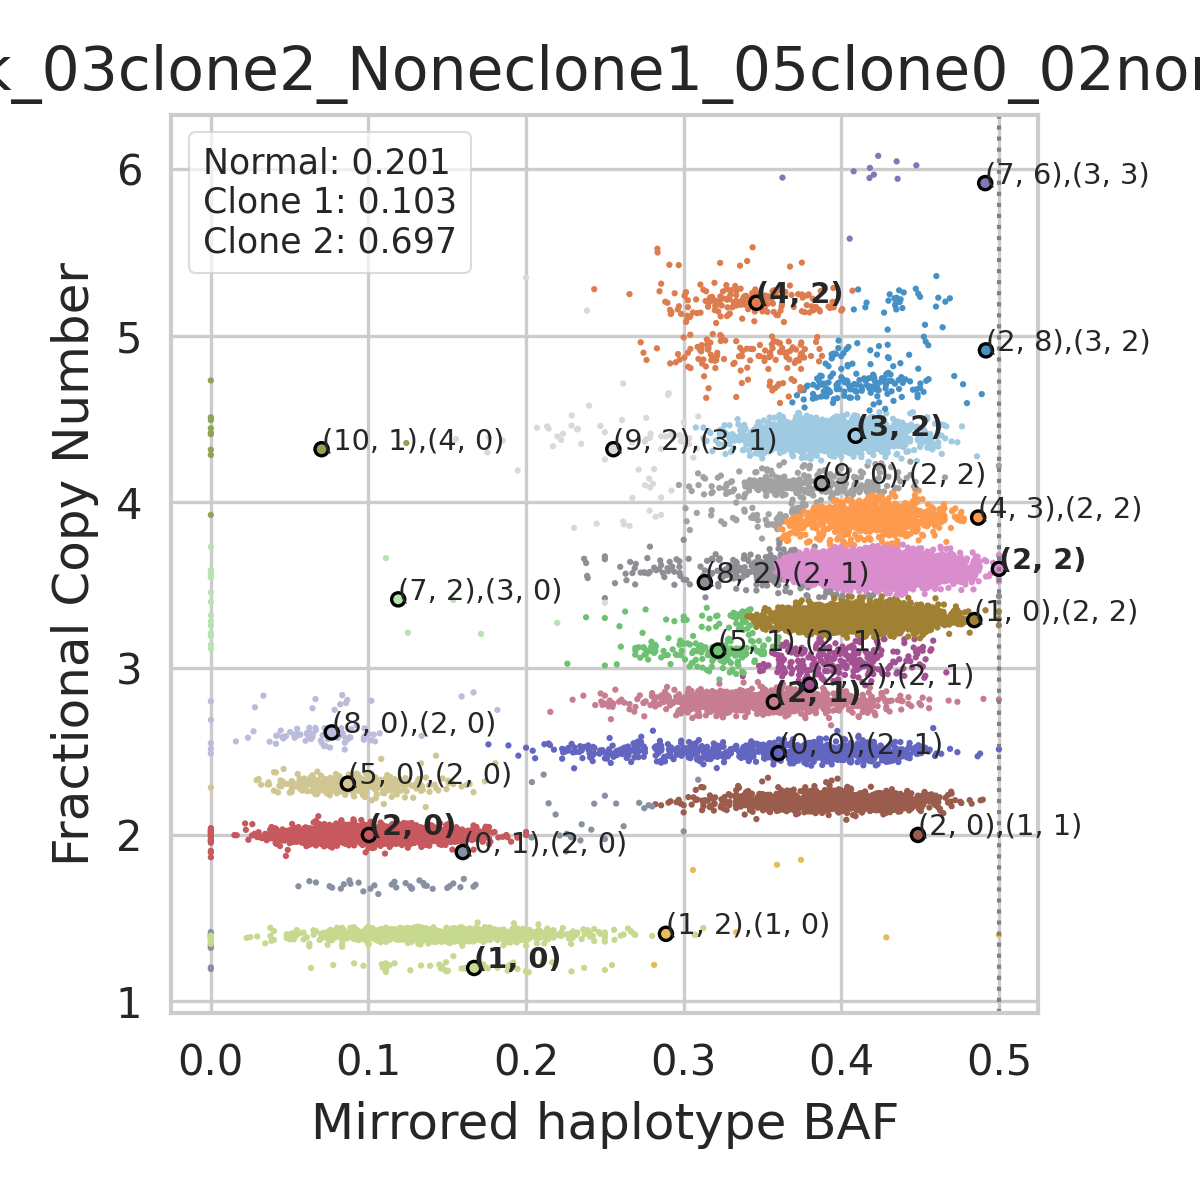 k_03clone2_Noneclone1_05clone0_02nor
Normal: 0.201
Clone 1: 0.103
Clone 2: 0.697
6
5
4
3
2
1
Fractional Copy Number
(7, 6),(3, 3)
(4, 2)
(2, 8),(3, 2)
(3, 2)
(10, 1),(4, 0)
(9, 2),(3, 1)
(9, 0),(2, 2)
(4, 3),(2, 2)
(2, 2)
(8, 2),(2, 1)
(7, 2),(3, 0)
(1, 0),(2, 2)
(5, 1),(2, 1)
(2, 2),(2, 1)
(2, 1)
(8, 0),(2, 0)
(0, 0),(2, 1)
(5, 0),(2, 0)
(2, 0)
(0, 1),(2, 0)
(2, 0),(1, 1)
(1, 2),(1, 0)
(1, 0)
0.0 0.1 0.2 0.3 0.4 0.5
Mirrored haplotype BAF